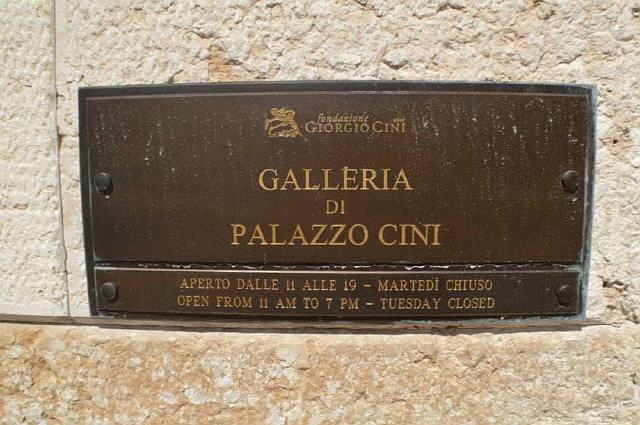 fondazione
GIORGIO CINI
GALLERIA
DI
PALAZZO CINI
APERTO DALLE 11 ALLE 19 – MARTEDÌ CHIUSO
OPEN FROM 11 AM TO 7 PM – TUESDAY CLOSED